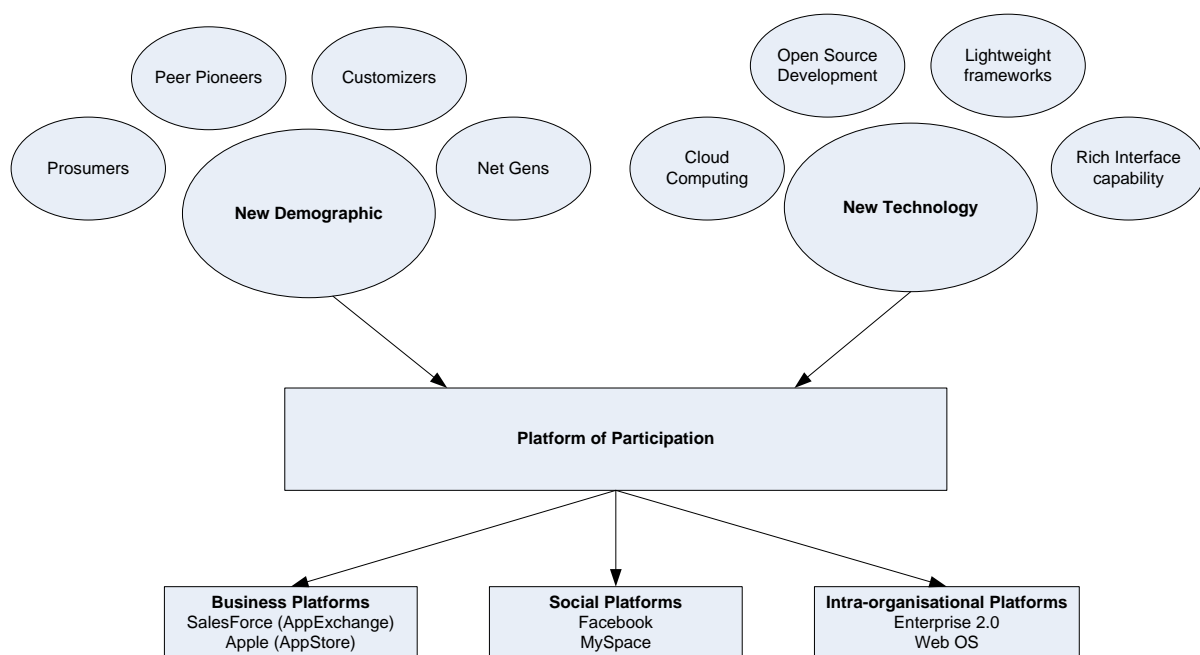 Peer Pioneers
Customizers
Prosumers
Net Gens
New Demographic
Open Source
Development
Lightweight
frameworks
Cloud
Computing
Rich Interface
capability
New Technology
Platform of Participation
Business Platforms
SalesForce (AppExchange)
Apple (AppStore)
Social Platforms
Facebook
MySpace
Intra-organisational Platforms
Enterprise 2.0
Web OS